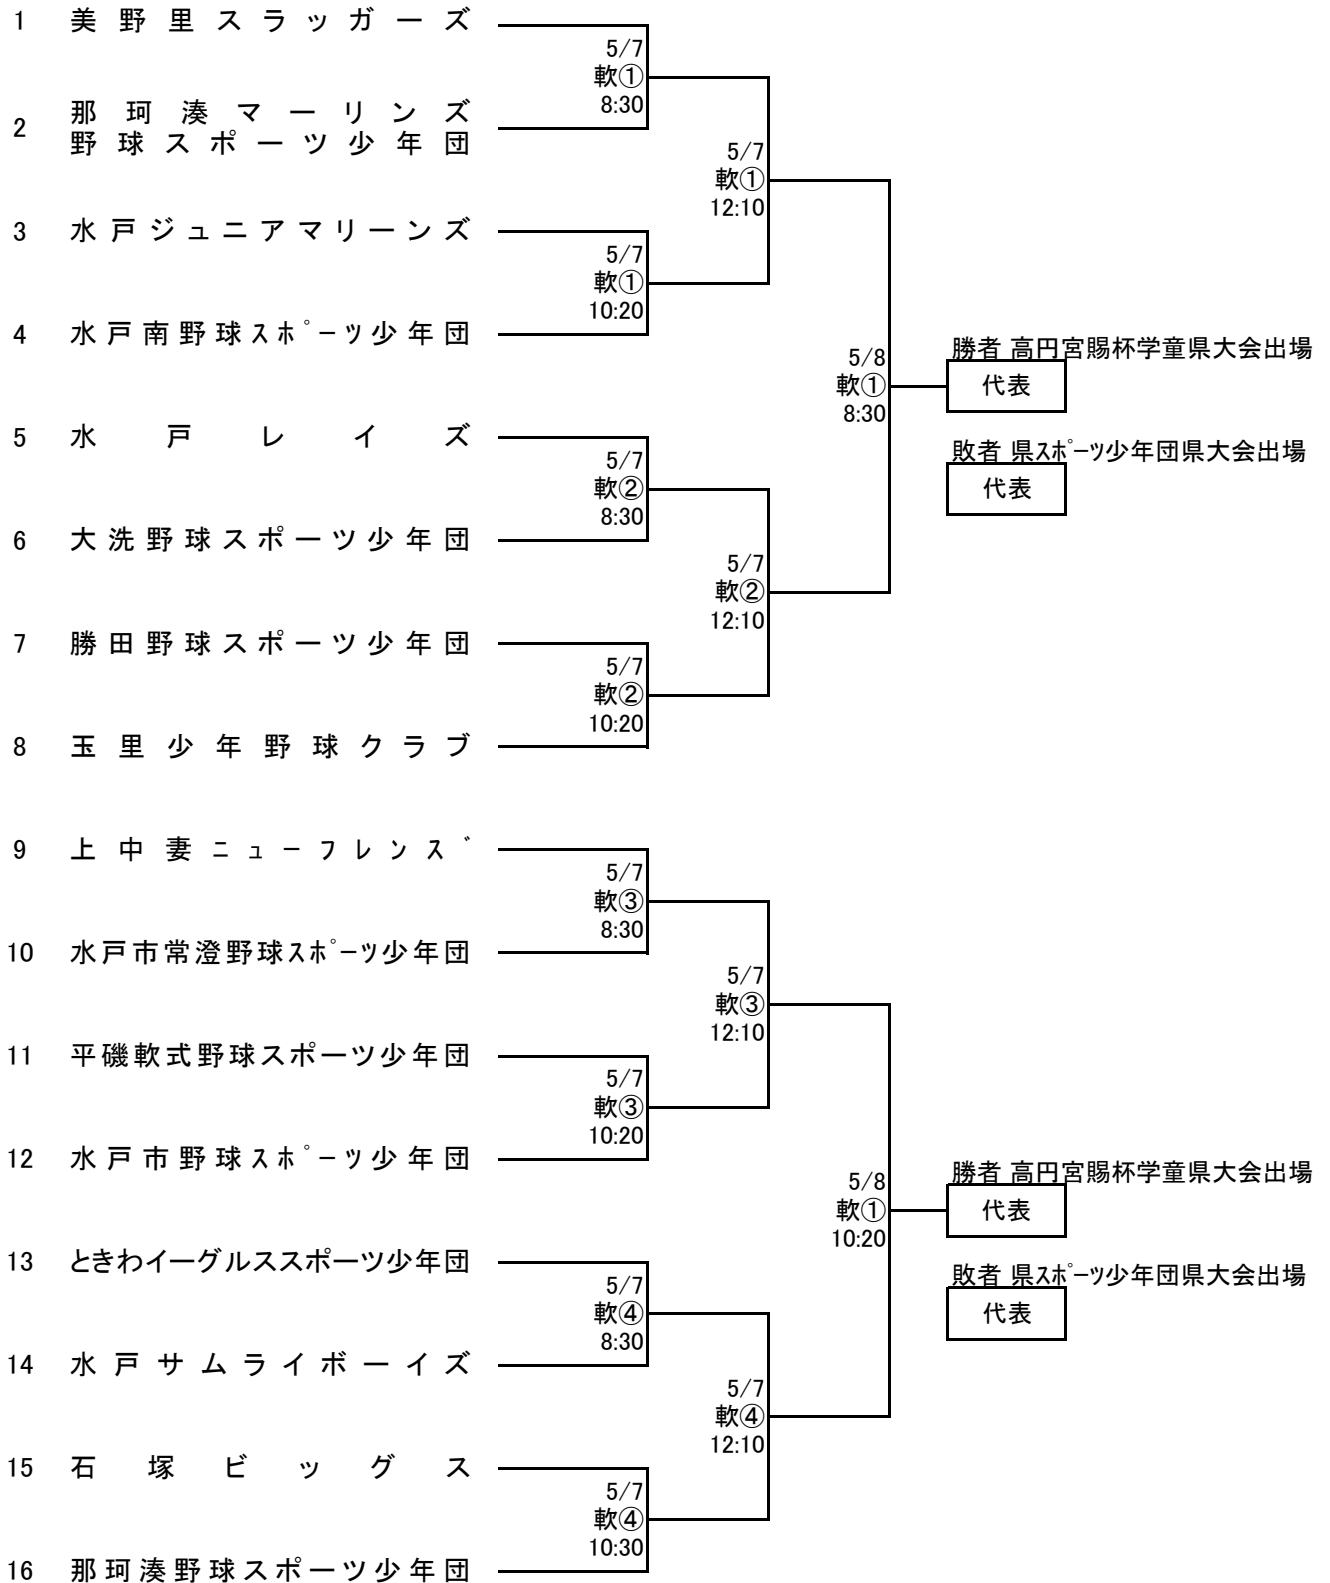 1 美野里スラッガーズ
5/7
軟①
8:30
2 那珂湊マーリンズ
野球スポーツ少年団
5/7
軟①
12:10
3 水戸ジュニアマリーンズ
5/7
軟①
10:20
4 水戸南野球ｽﾎﾟｰﾂ少年団
5/8
軟①
8:30
勝者 高円宮賜杯学童県大会出場
代表
敗者 県ｽﾎﾟｰﾂ少年団県大会出場
代表
5 水戸レイズ
5/7
軟②
8:30
6 大洗野球スポーツ少年団
5/7
軟②
12:10
7 勝田野球スポーツ少年団
5/7
軟②
10:20
8 玉里少年野球クラブ
9 上中妻ﾆｭｰﾌﾚﾝｽﾞ
5/7
軟③
8:30
10 水戸市常澄野球ｽﾎﾟｰﾂ少年団
5/7
軟③
12:10
11 平磯軟式野球スポーツ少年団
5/7
軟③
10:20
12 水戸市野球ｽﾎﾟｰﾂ少年団
5/8
軟①
10:20
勝者 高円宮賜杯学童県大会出場
代表
敗者 県ｽﾎﾟｰﾂ少年団県大会出場
代表
13 ときわイーグルススポーツ少年団
5/7
軟④
8:30
14 水戸サムライボーイズ
5/7
軟④
12:10
15 石塚ビッグス
5/7
軟④
10:30
16 那珂湊野球スポーツ少年団